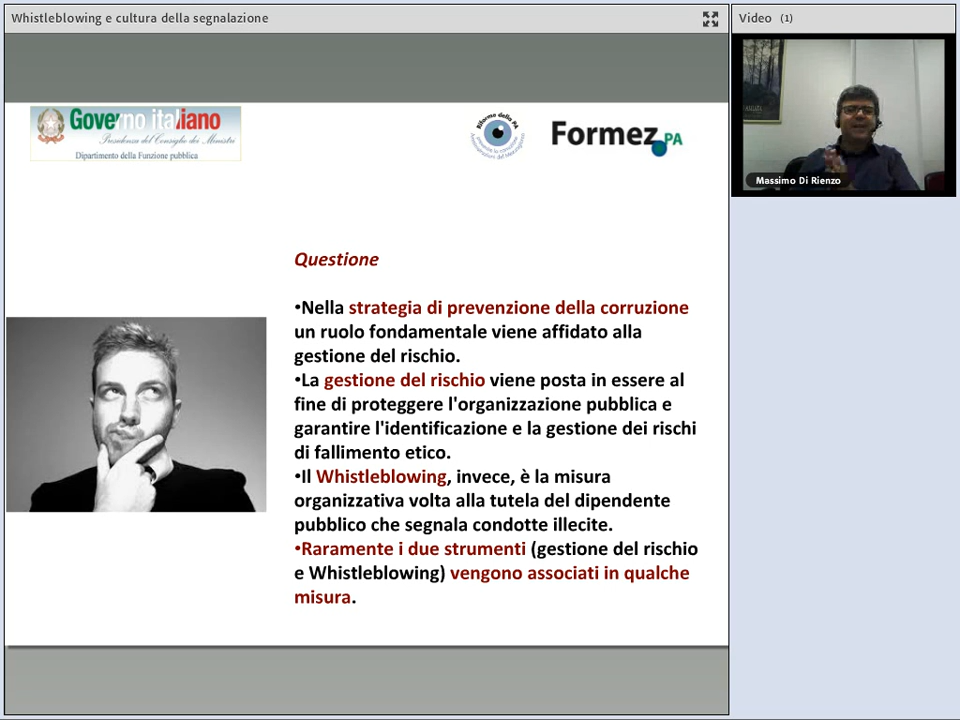 Whistleblowing e cultura della segnalazione
Video (1)
Governo italiano
Presidenza del Consiglio dei Ministri
Dipartimento della Funzione pubblica
Riforme della PA
Formez PA
Massimo Di Rienzo
Questione
•Nella strategia di prevenzione della corruzione
un ruolo fondamentale viene affidato alla
gestione del rischio.
•La gestione del rischio viene posta in essere al
fine di proteggere l'organizzazione pubblica e
garantire l'identificazione e la gestione dei rischi
di fallimento etico.
•Il Whistleblowing, invece, è la misura
organizzativa volta alla tutela del dipendente
pubblico che segnala condotte illecite.
•Raramente i due strumenti (gestione del rischio
e Whistleblowing) vengono associati in qualche
misura.